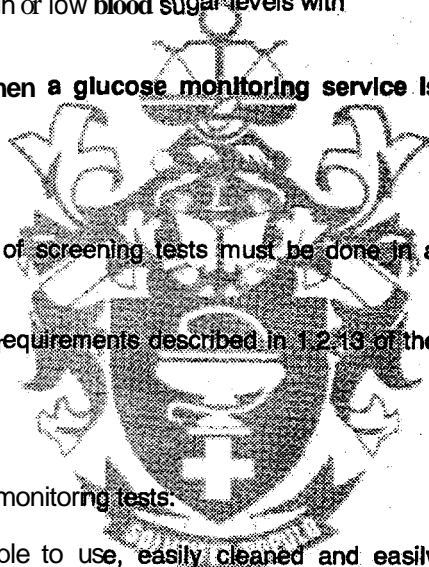 n or low blood sugar levels with
hen a glucose monitoring service is
of screening tests must be done in a
equirements described in 1.2.13 of the
monitoring tests:
ble to use, easily cleaned and easily